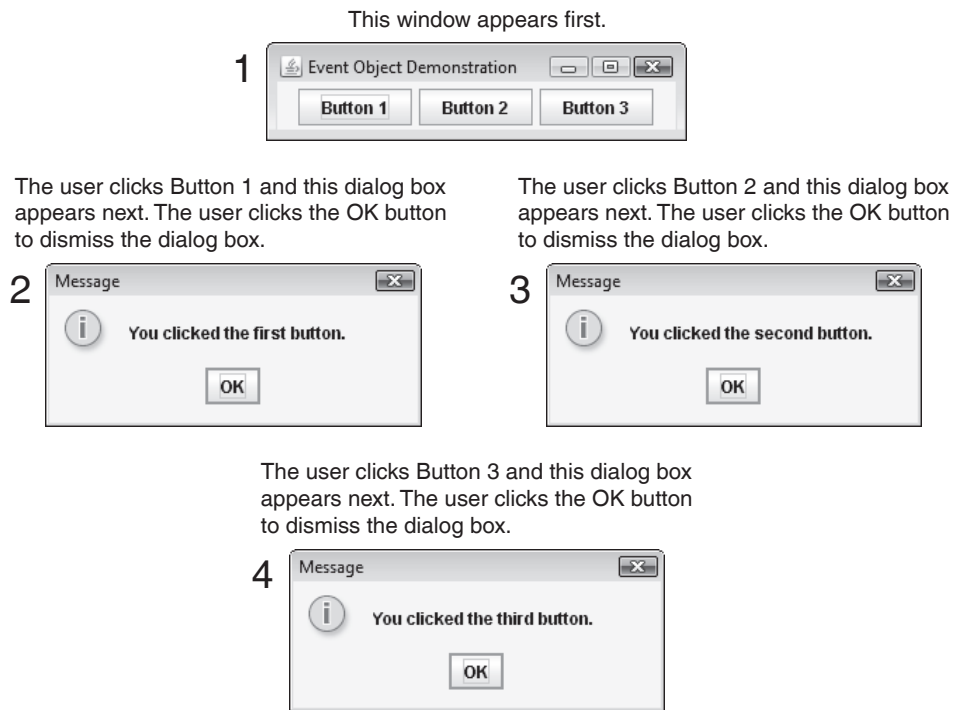 This window appears first.
1
Event Object Demonstration
Button 1 Button 2 Button 3
The user clicks Button 1 and this dialog box
appears next. The user clicks the OK button
to dismiss the dialog box.
2
Message
i
You clicked the first button.
OK
The user clicks Button 2 and this dialog box
appears next. The user clicks the OK button
to dismiss the dialog box.
3
Message
i
You clicked the second button.
OK
The user clicks Button 3 and this dialog box
appears next. The user clicks the OK button
to dismiss the dialog box.
4
Message
i
You clicked the third button.
OK